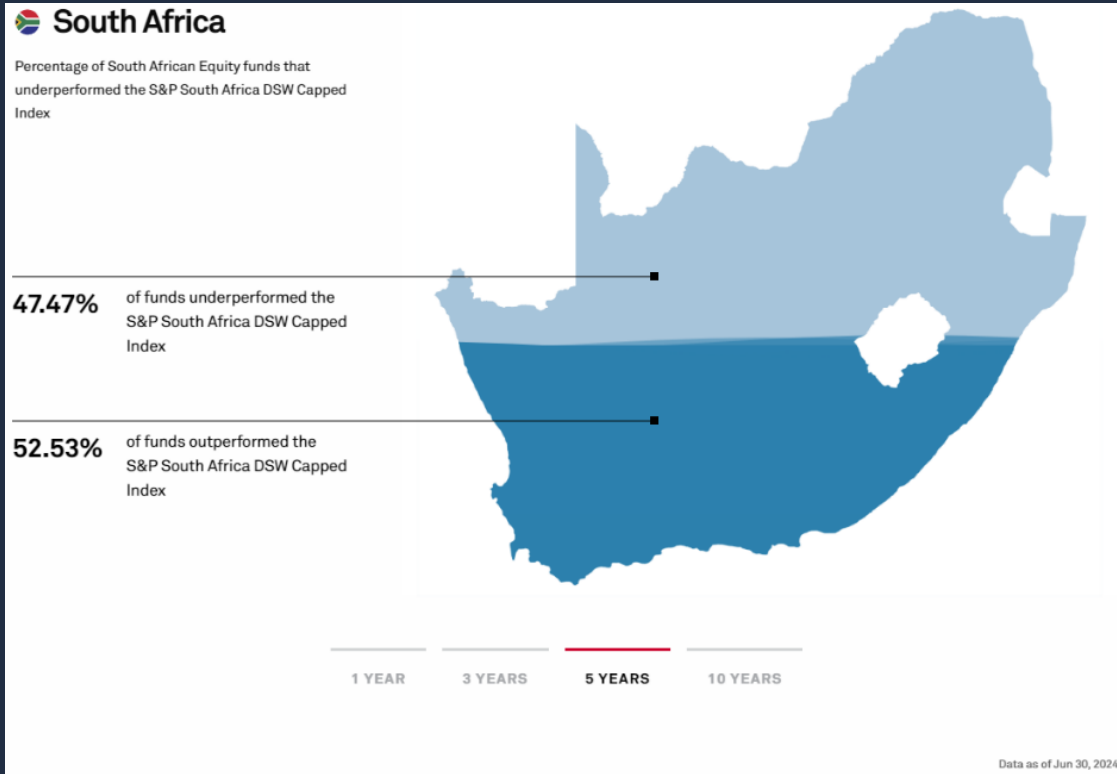 South Africa
Percentage of South African Equity funds that
underperformed the S&P South Africa DSW Capped
Index
47.47%
of funds underperformed the
S&P South Africa DSW Capped
Index
52.53%
of funds outperformed the
S&P South Africa DSW Capped
Index
1 YEAR
3 YEARS
5 YEARS
10 YEARS
Data as of Jun 30, 2024